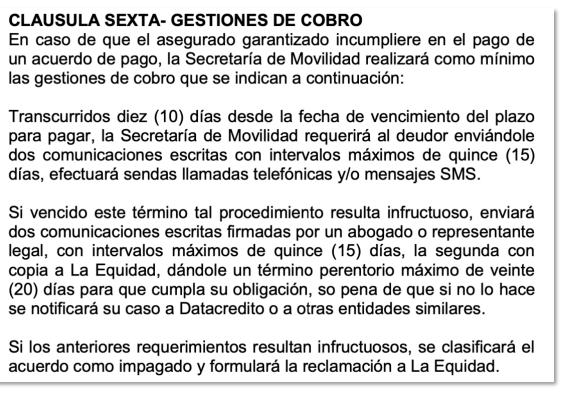 CLAUSULA SEXTA- GESTIONES DE COBRO
En caso de que el asegurado garantizado incumpliere en el pago de
un acuerdo de pago, la Secretaría de Movilidad realizará como mínimo
las gestiones de cobro que se indican a continuación:
Transcurridos diez (10) días desde la fecha de vencimiento del plazo
para pagar, la Secretaría de Movilidad requerirá al deudor enviándole
dos comunicaciones escritas con intervalos máximos de quince (15)
días, efectuará sendas llamadas telefónicas y/o mensajes SMS.
Si vencido este término tal procedimiento resulta infructuoso, enviará
dos comunicaciones escritas firmadas por un abogado o representante
legal, con intervalos máximos de quince (15) días, la segunda con
copia a La Equidad, dándole un término perentorio máximo de veinte
(20) días para que cumpla su obligación, so pena de que si no lo hace
se notificará su caso a Datacredito o a otras entidades similares.
Si los anteriores requerimientos resultan infructuosos, se clasificará el
acuerdo como impagado y formulará la reclamación a La Equidad.